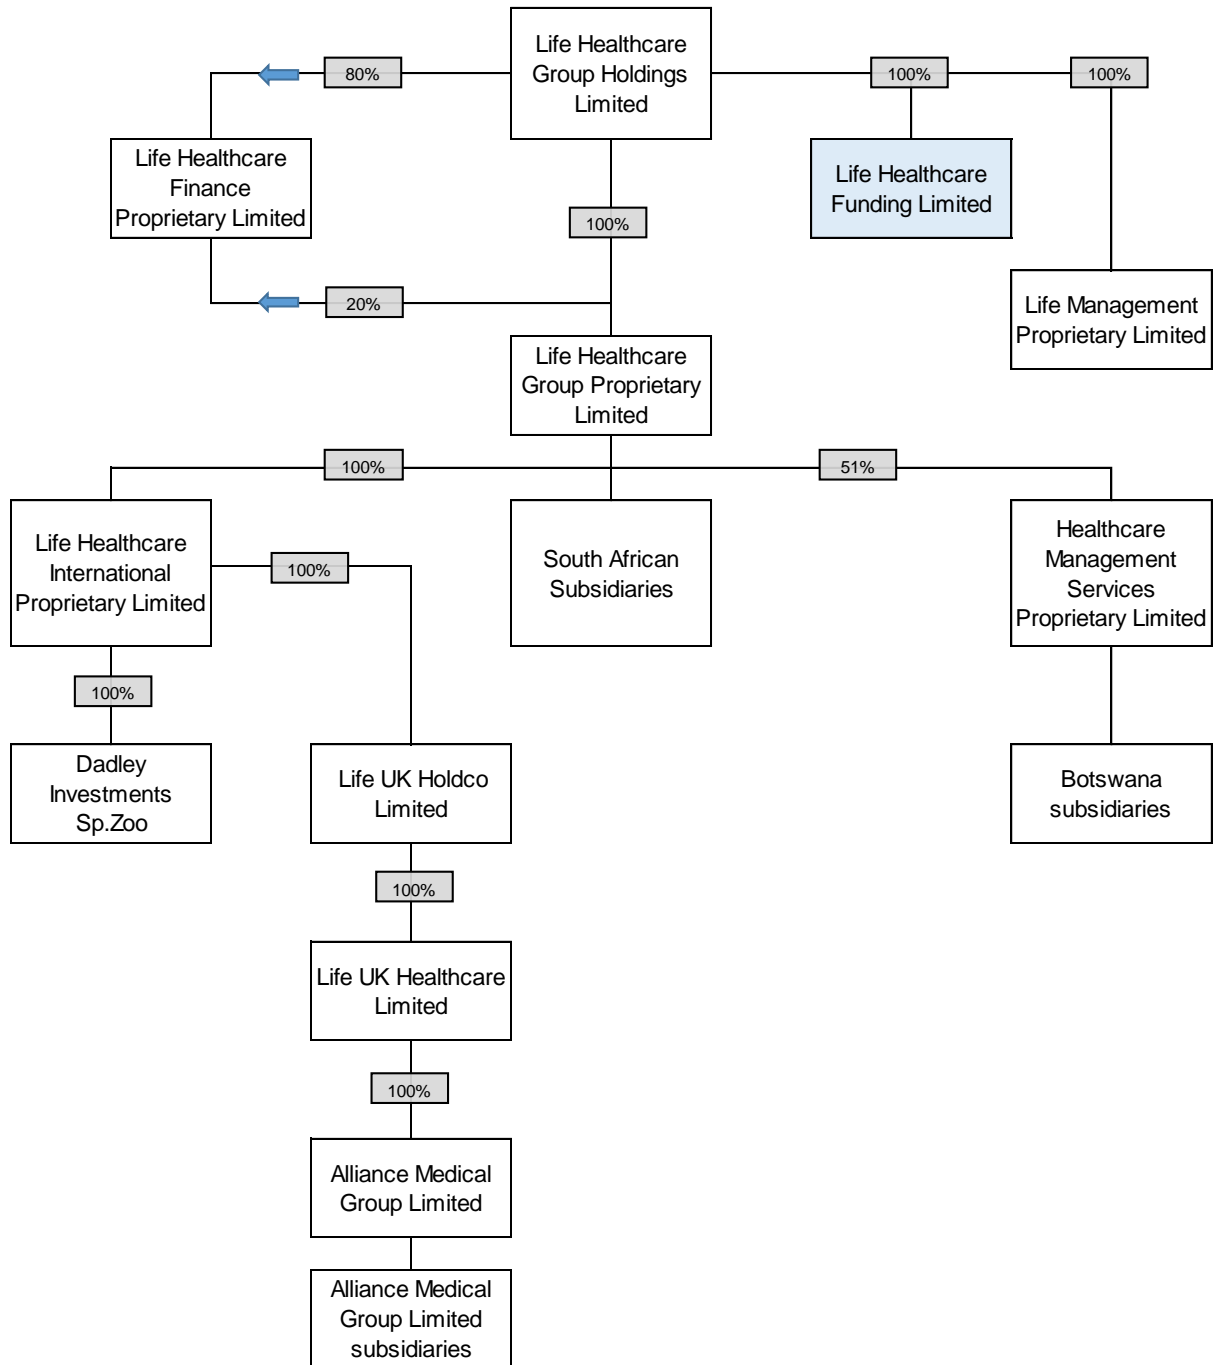 Life Healthcare
Group Holdings
Limited
80%
100%
100%
Life Healthcare
Finance
Proprietary Limited
Life Healthcare
Funding Limited
100%
20%
Life Management
Proprietary Limited
Life Healthcare
Group Proprietary
Limited
100%
51%
Life Healthcare
International
Proprietary Limited
100%
South African
Subsidiaries
Healthcare
Management
Services
Proprietary Limited
100%
Dadley
Investments
Sp.Zoo
Life UK Holdco
Limited
Botswana
subsidiaries
100%
Life UK Healthcare
Limited
100%
Alliance Medical
Group Limited
Alliance Medical
Group Limited
subsidiaries